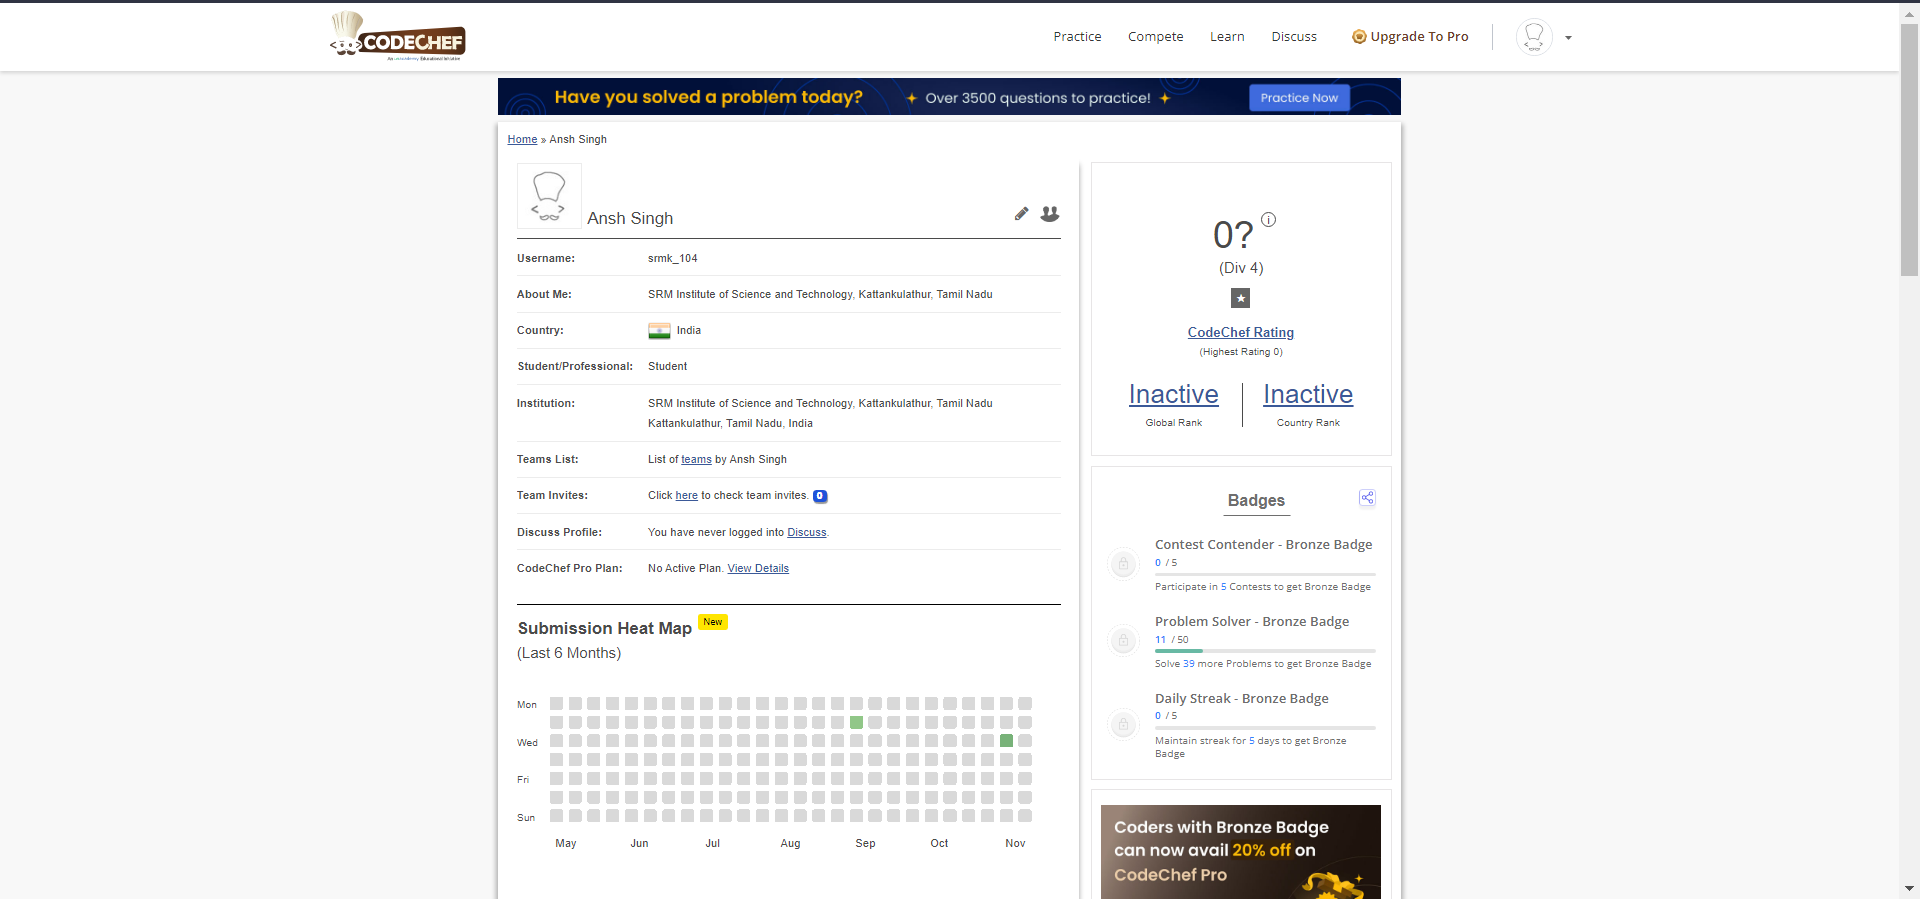 CODECHEF
An unacademy Educational Initiative
Practice
Compete
Learn
Discuss
Upgrade To Pro
Have you solved a problem today?
Over 3500 questions to practice!
Practice Now
Home » Ansh Singh
Ansh Singh
Username: srmk_104
About Me: SRM Institute of Science and Technology, Kattankulathur, Tamil Nadu
Country: India
Student/Professional: Student
Institution: SRM Institute of Science and Technology, Kattankulathur, Tamil Nadu
Kattankulathur, Tamil Nadu, India
Teams List: List of teams by Ansh Singh
Team Invites: Click here to check team invites. 0
Discuss Profile: You have never logged into Discuss.
CodeChef Pro Plan: No Active Plan. View Details
Submission Heat Map New
(Last 6 Months)
Mon
Wed
Fri
Sun
May Jun Jul Aug Sep Oct Nov
0? i
(Div 4)
★
CodeChef Rating
(Highest Rating 0)
Inactive
Global Rank
Inactive
Country Rank
Badges
Contest Contender - Bronze Badge
0 / 5
Participate in 5 Contests to get Bronze Badge
Problem Solver - Bronze Badge
11 / 50
Solve 39 more Problems to get Bronze Badge
Daily Streak - Bronze Badge
0 / 5
Maintain streak for 5 days to get Bronze
Badge
Coders with Bronze Badge
can now avail 20% off on
CodeChef Pro